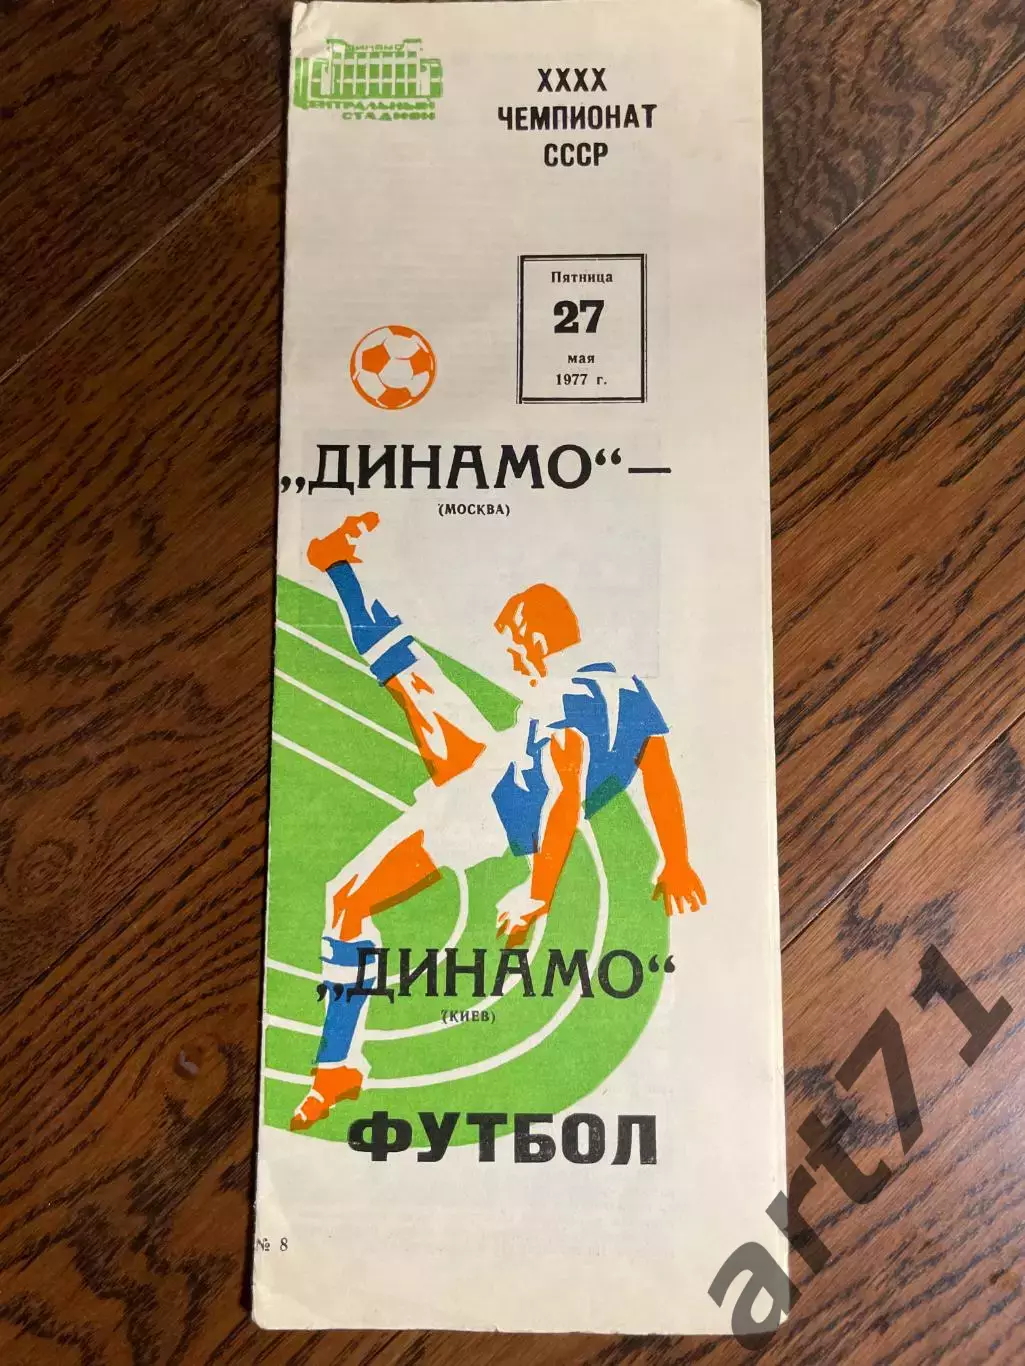 ДИНАМО
ЦЕНТРАЛЬНЫЙ
СТАДИОН
XXXX
ЧЕМПИОНАТ
СССР
Пятница
27
мая
1977 г.
„ДИНАМО“—
(МОСКВА)
„ДИНАМО“
(КИЕВ)
ФУТБОЛ
№ 8
art71